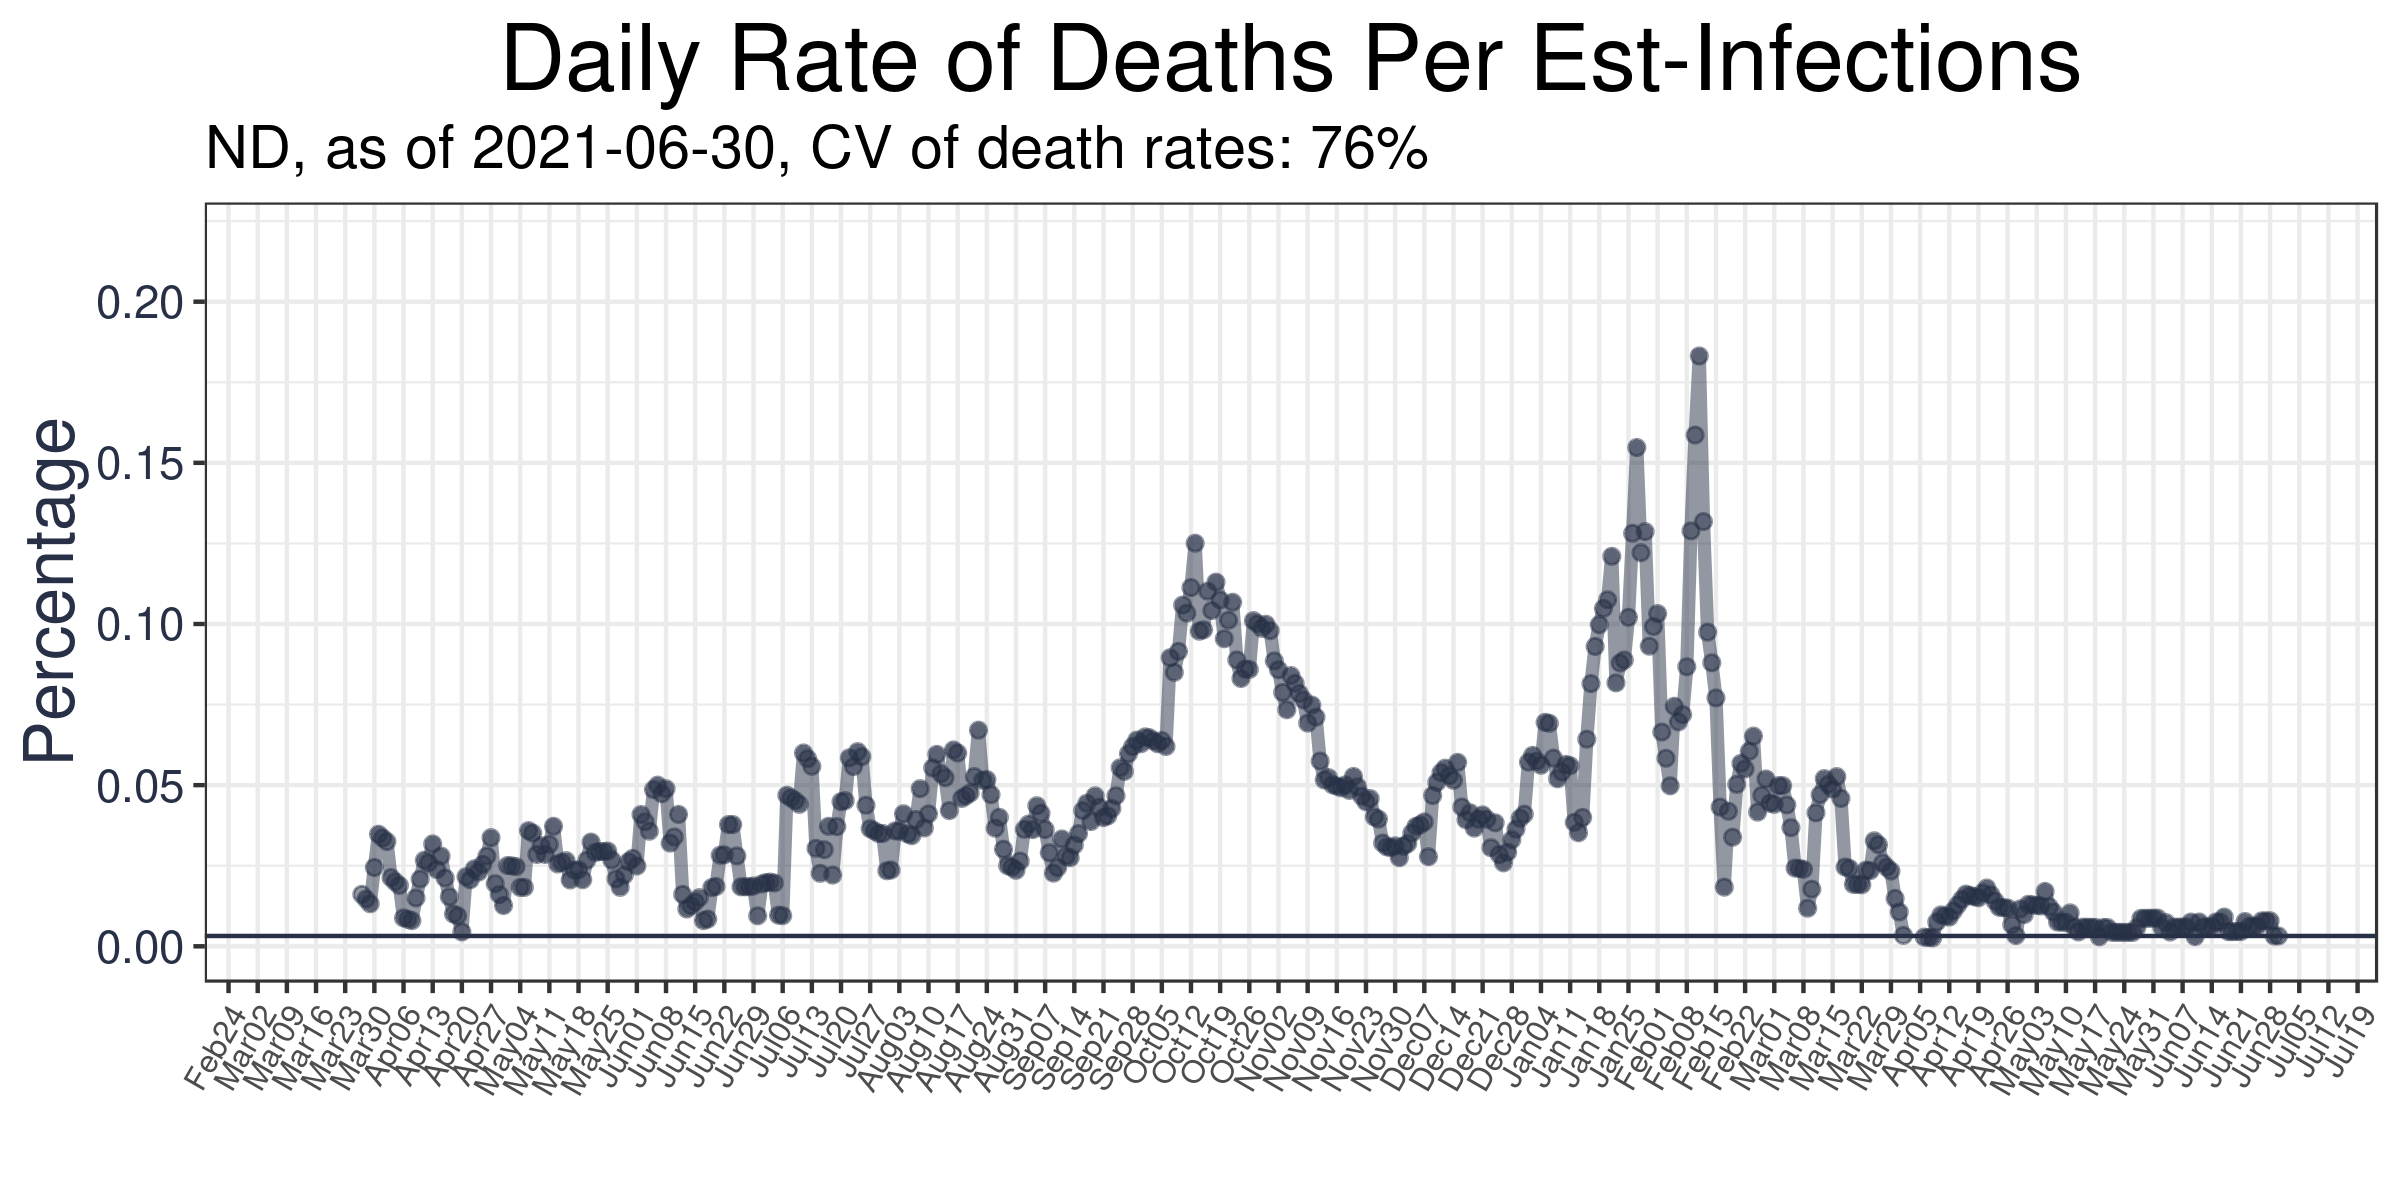 Daily Rate of Deaths Per Est-Infections
ND, as of 2021-06-30, CV of death rates: 76%
Percentage
0.20
0.15
0.10
0.05
0.00
Feb24
Mar02
Mar09
Mar16
Mar23
Mar30
Apr06
Apr13
Apr20
Apr27
May04
May11
May18
May25
Jun01
Jun08
Jun15
Jun22
Jun29
Jul06
Jul13
Jul20
Jul27
Aug03
Aug10
Aug17
Aug24
Aug31
Sep07
Sep14
Sep21
Sep28
Oct05
Oct12
Oct19
Oct26
Nov02
Nov09
Nov16
Nov23
Nov30
Dec07
Dec14
Dec21
Dec28
Jan04
Jan11
Jan18
Jan25
Feb01
Feb08
Feb15
Feb22
Mar01
Mar08
Mar15
Mar22
Mar29
Apr05
Apr12
Apr19
Apr26
May03
May10
May17
May24
May31
Jun07
Jun14
Jun21
Jun28
Jul05
Jul12
Jul19